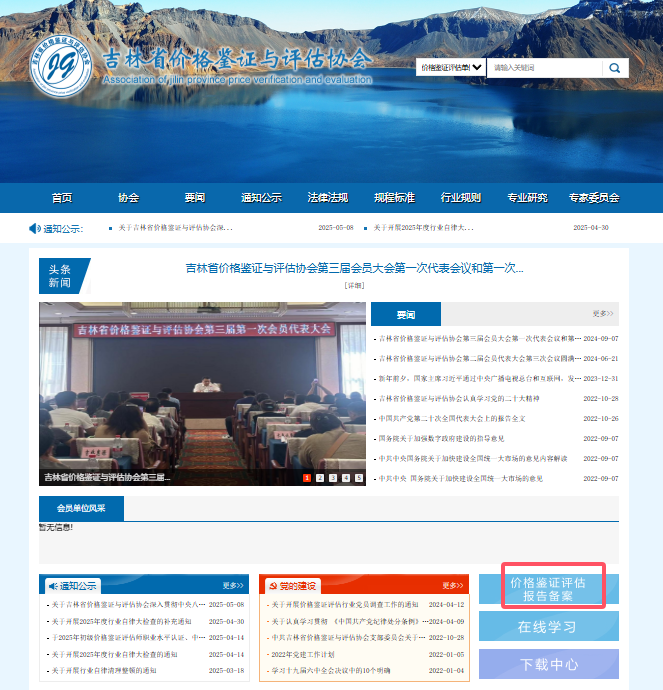 吉林省价格鉴证与评估协会
Association of jilin province price verification and evaluation
价格鉴证评估单位
请输入关键词
首页 协会 要闻 通知公示 法律法规 规程标准 行业规则 专业研究 专家委员会
通知公示:
关于吉林省价格鉴证与评估协会深... 2025-05-08
关于开展2025年度行业自律大... 2025-04-30
头条
新闻
吉林省价格鉴证与评估协会第三届会员大会第一次代表会议和第一次...
[详细]
吉林省价格鉴证与评估协会第三届第一次会员代表大会
吉林省价格鉴证与评估协会第三届...
1 2 3 4 5
要闻
更多>>
吉林省价格鉴证与评估协会第三届会员大会第一次代表会议和第一… 2024-09-07
吉林省价格鉴证与评估协会第二届会员代表大会第三次会议圆满… 2024-06-21
新年前夕，国家主席习近平通过中央广播电视总台和互联网，发… 2023-12-31
吉林省价格鉴证与评估协会认真学习党的二十大精神 2022-10-28
中国共产党第二十次全国代表大会上的报告全文 2022-10-26
国务院关于加强数字政府建设的指导意见 2022-09-07
中共中央国务院关于加快建设全国统一大市场的意见内容解读 2022-09-07
中共中央 国务院关于加快建设全国统一大市场的意见 2022-09-07
会员单位风采
暂无信息!
通知公示
更多>>
关于吉林省价格鉴证与评估协会深入贯彻中央八… 2025-05-08
关于开展2025年度行业自律大检查的补充通知 2025-04-30
于2025年初级价格鉴证评估师职业水平认证、中… 2025-04-14
关于开展2025年度行业自律大检查的通知 2025-04-14
关于开展行业自律清理整顿的通知 2025-03-18
党的建设
更多>>
关于开展价格鉴证评估行业党员调查工作的通知 2024-04-12
关于认真学习贯彻 《中国共产党纪律处分条例》… 2024-04-09
中共吉林省价格鉴证与评估协会支部委员会关于… 2022-10-28
2022年党建工作计划 2022-01-05
学习十九届六中全会决议中的10个明确 2022-01-04
价格鉴证评估
报告备案
在线学习
下载中心